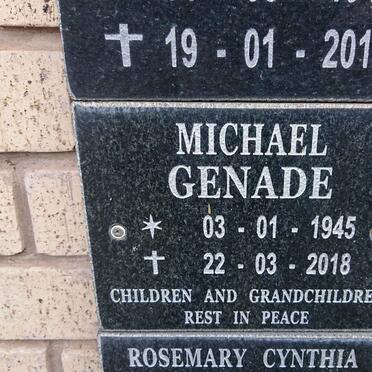 ✝ 19 - 01 - 201
MICHAEL
GENADE
* 03 - 01 - 1945
✝ 22 - 03 - 2018
CHILDREN AND GRANDCHILDRE
REST IN PEACE
ROSEMARY CYNTHIA